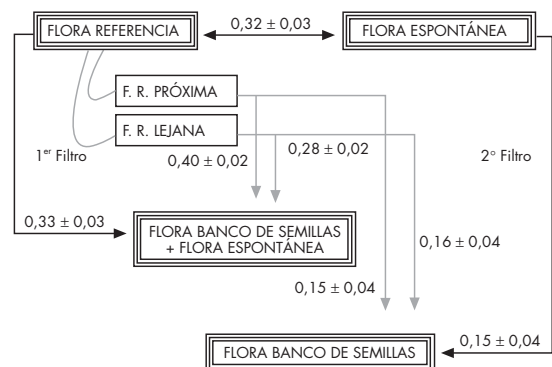 FLORA REFERENCIA
0,32 ± 0,03
FLORA ESPONTÁNEA
F. R. PRÓXIMA
F. R. LEJANA
1er Filtro
0,40 ± 0,02
0,28 ± 0,02
2° Filtro
0,33 ± 0,03
FLORA BANCO DE SEMILLAS
+ FLORA ESPONTÁNEA
0,16 ± 0,04
0,15 ± 0,04
FLORA BANCO DE SEMILLAS
0,15 ± 0,04